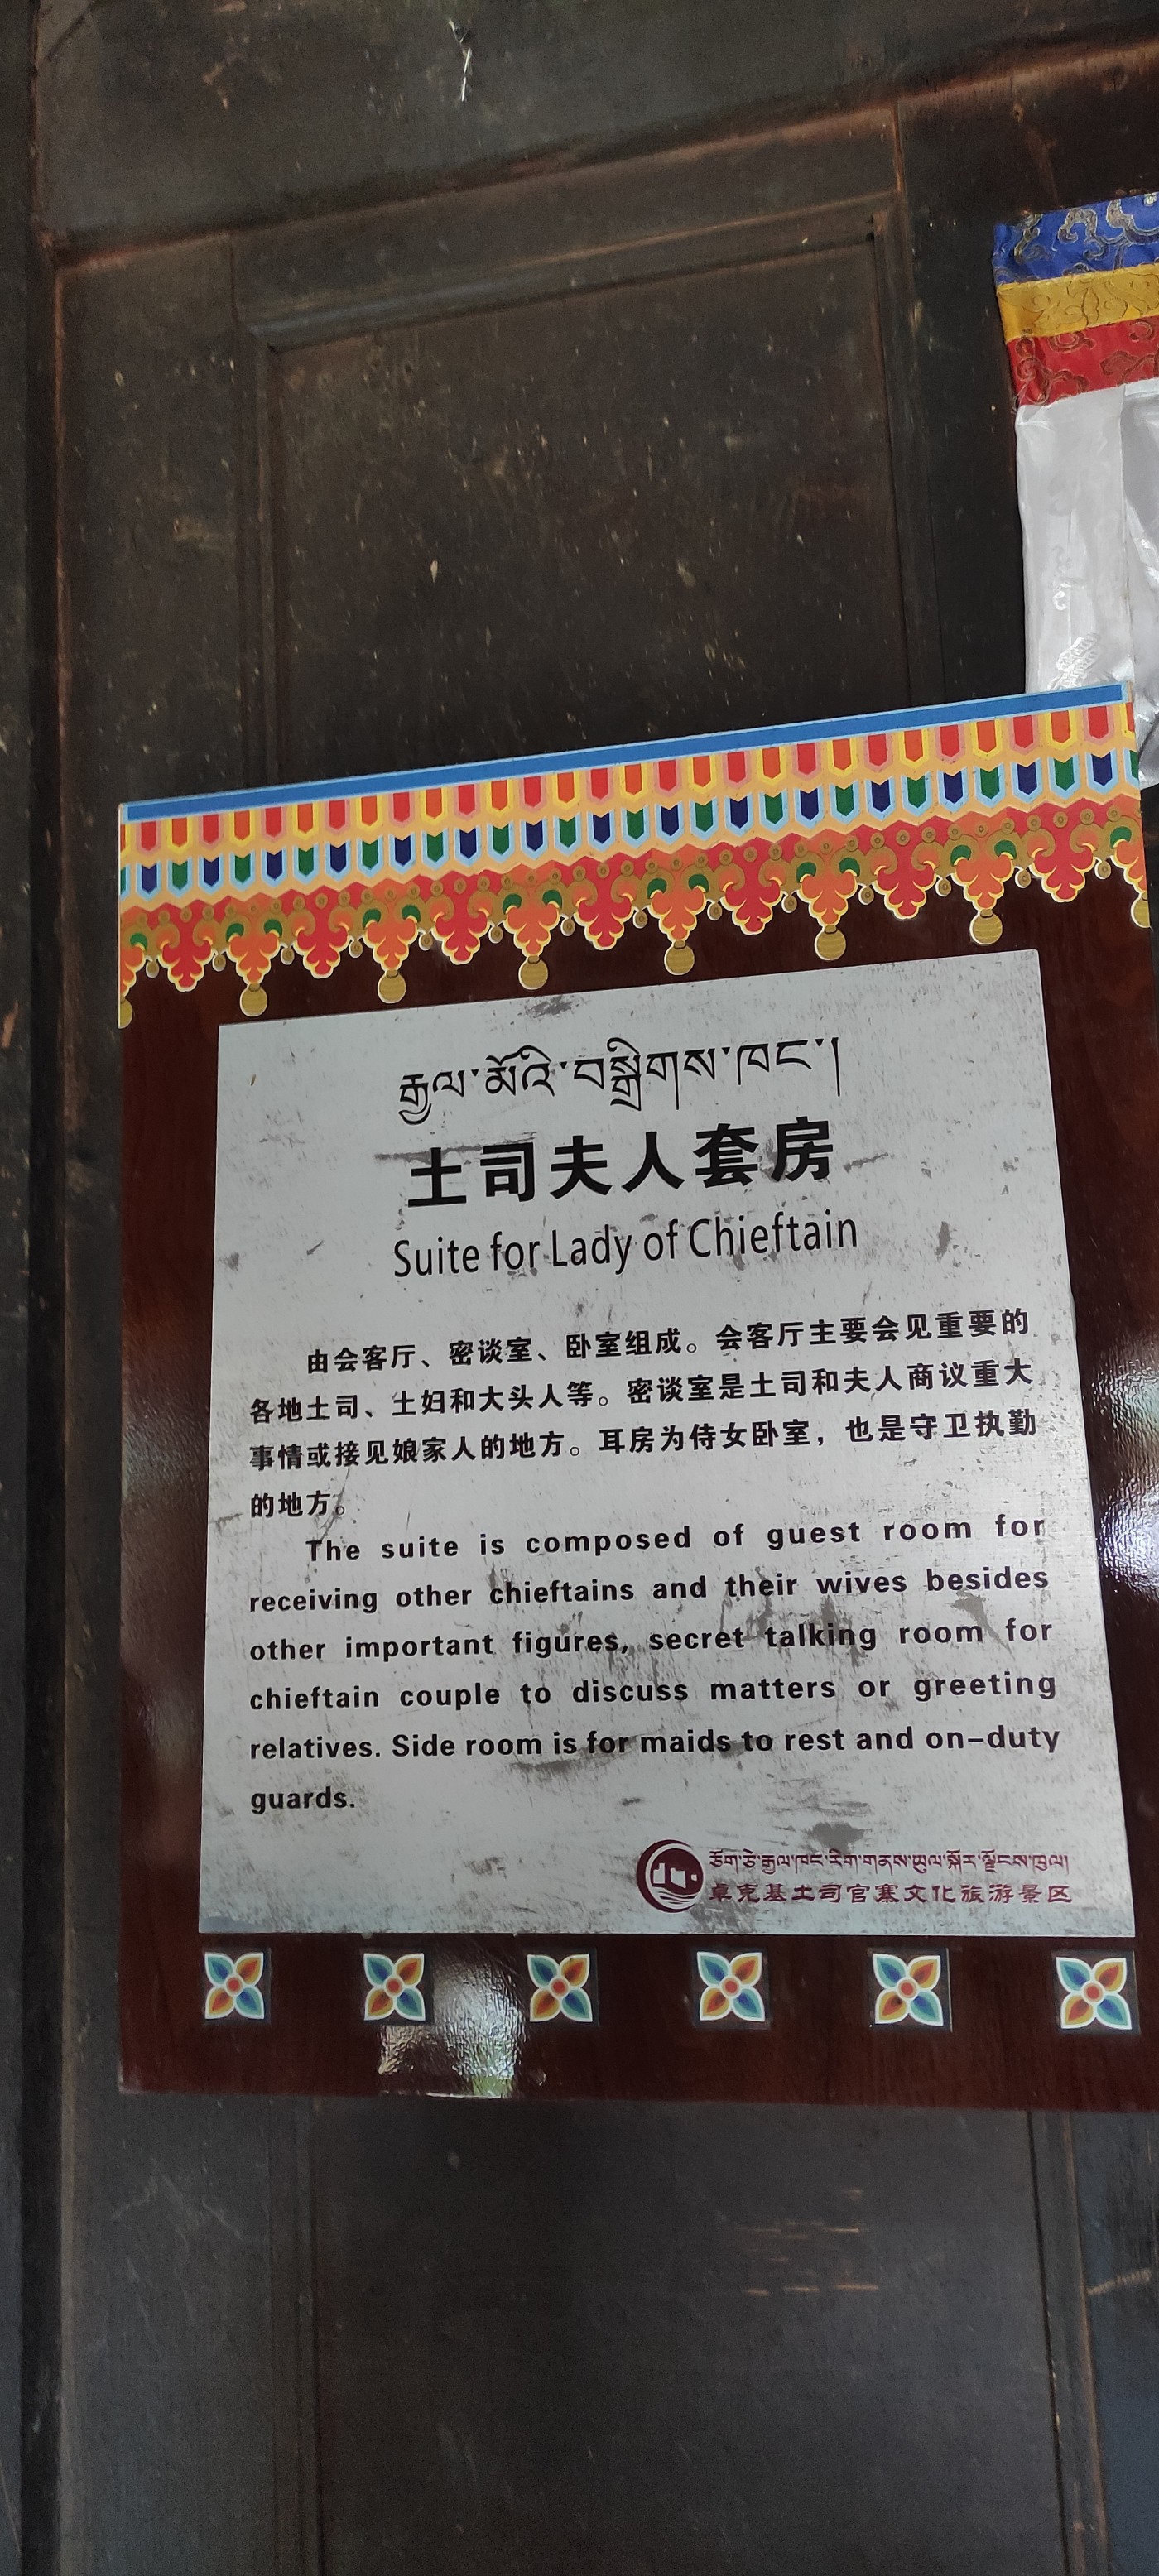 རྒྱལ་མོའི་བསྒྲིགས་ཁང་།
土司夫人套房
Suite for Lady of Chieftain
由会客厅、密谈室、卧室组成。会客厅主要会见重要的
各地土司、土妇和大头人等。密谈室是土司和夫人商议重大
事情或接见娘家人的地方。耳房为侍女卧室，也是守卫执勤
的地方。
The suite is composed of guest room for
receiving other chieftains and their wives besides
other important figures, secret talking room for
chieftain couple to discuss matters or greeting
relatives. Side room is for maids to rest and on-duty
guards.
ཅོག་ཙེ་རྒྱལ་ཁང་རིག་གནས་ཡུལ་སྐོར་ལྗོངས་ཁུལ།
卓克基土司官寨文化旅游景区